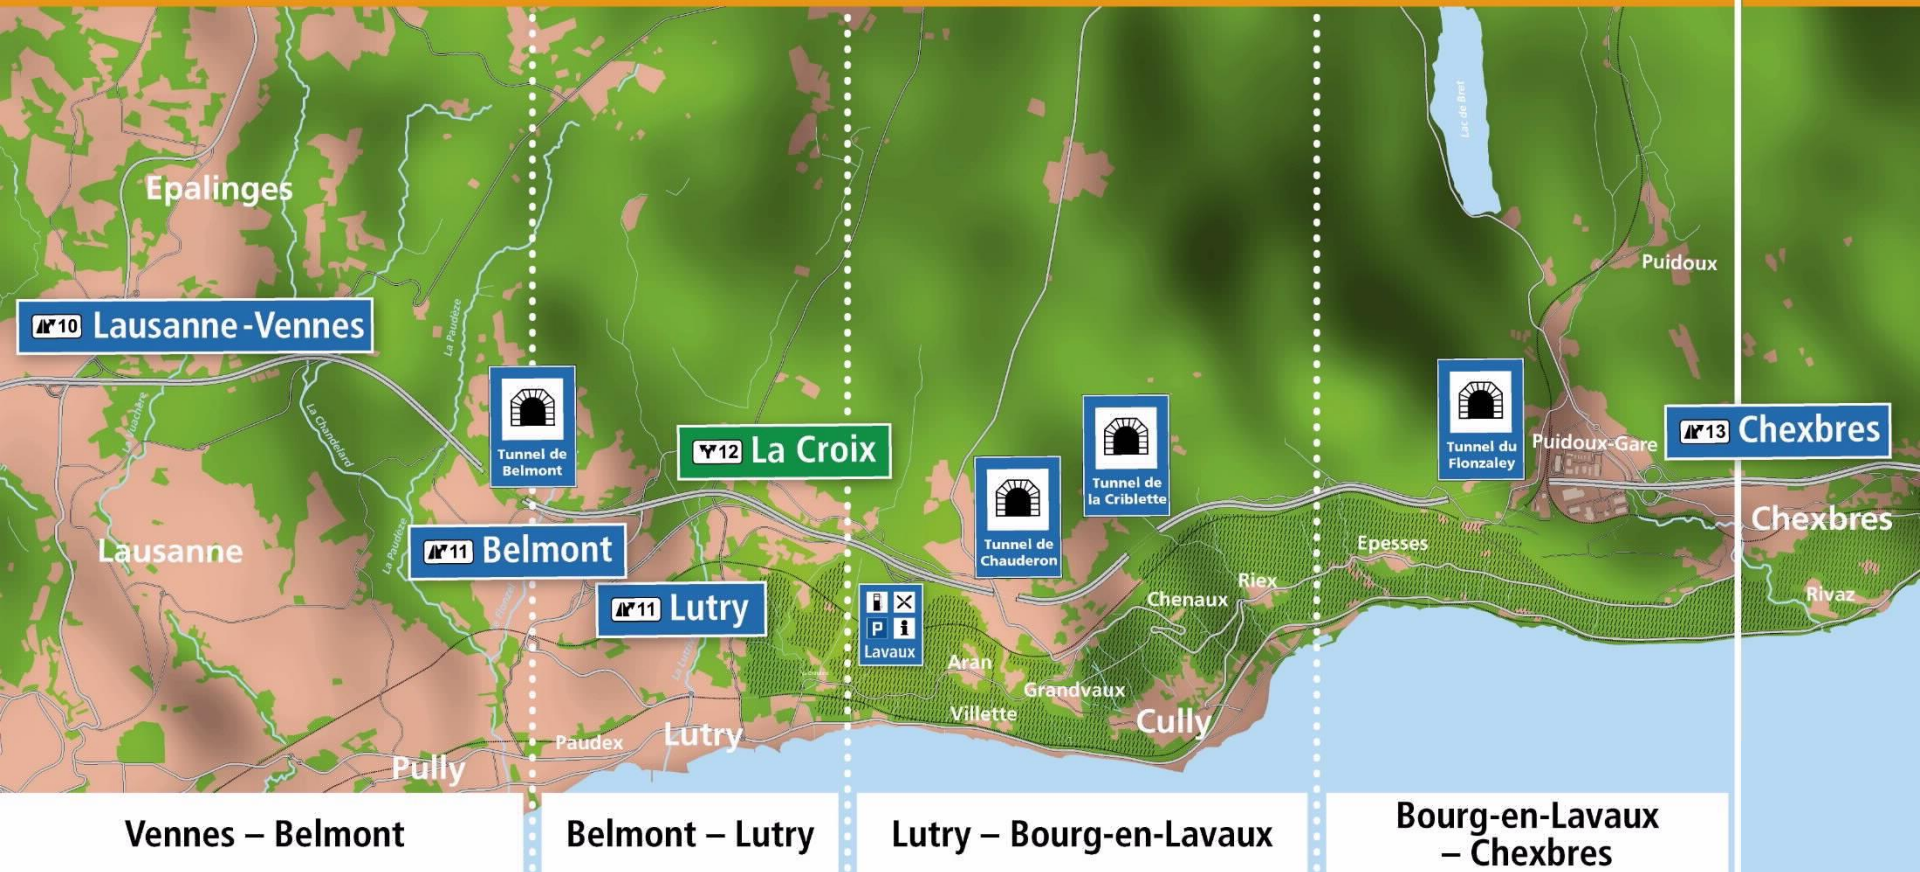 Lac de Bret
Epalinges
Puidoux
10 Lausanne-Vennes
La Paudèze
La Chandelard
Tunnel de
Belmont
12 La Croix
Tunnel de
la Criblette
Tunnel du
Flonzaley
Puidoux-Gare
13 Chexbres
Tunnel de
Chauderon
Lausanne
La Paudèze
11 Belmont
Chexbres
Epesses
Riex
Chenaux
Rivaz
11 Lutry
P i
Lavaux
Aran
Grandvaux
Villette
Cully
Paudex
Lutry
Pully
Vennes – Belmont
Belmont – Lutry
Lutry – Bourg-en-Lavaux
Bourg-en-Lavaux
– Chexbres